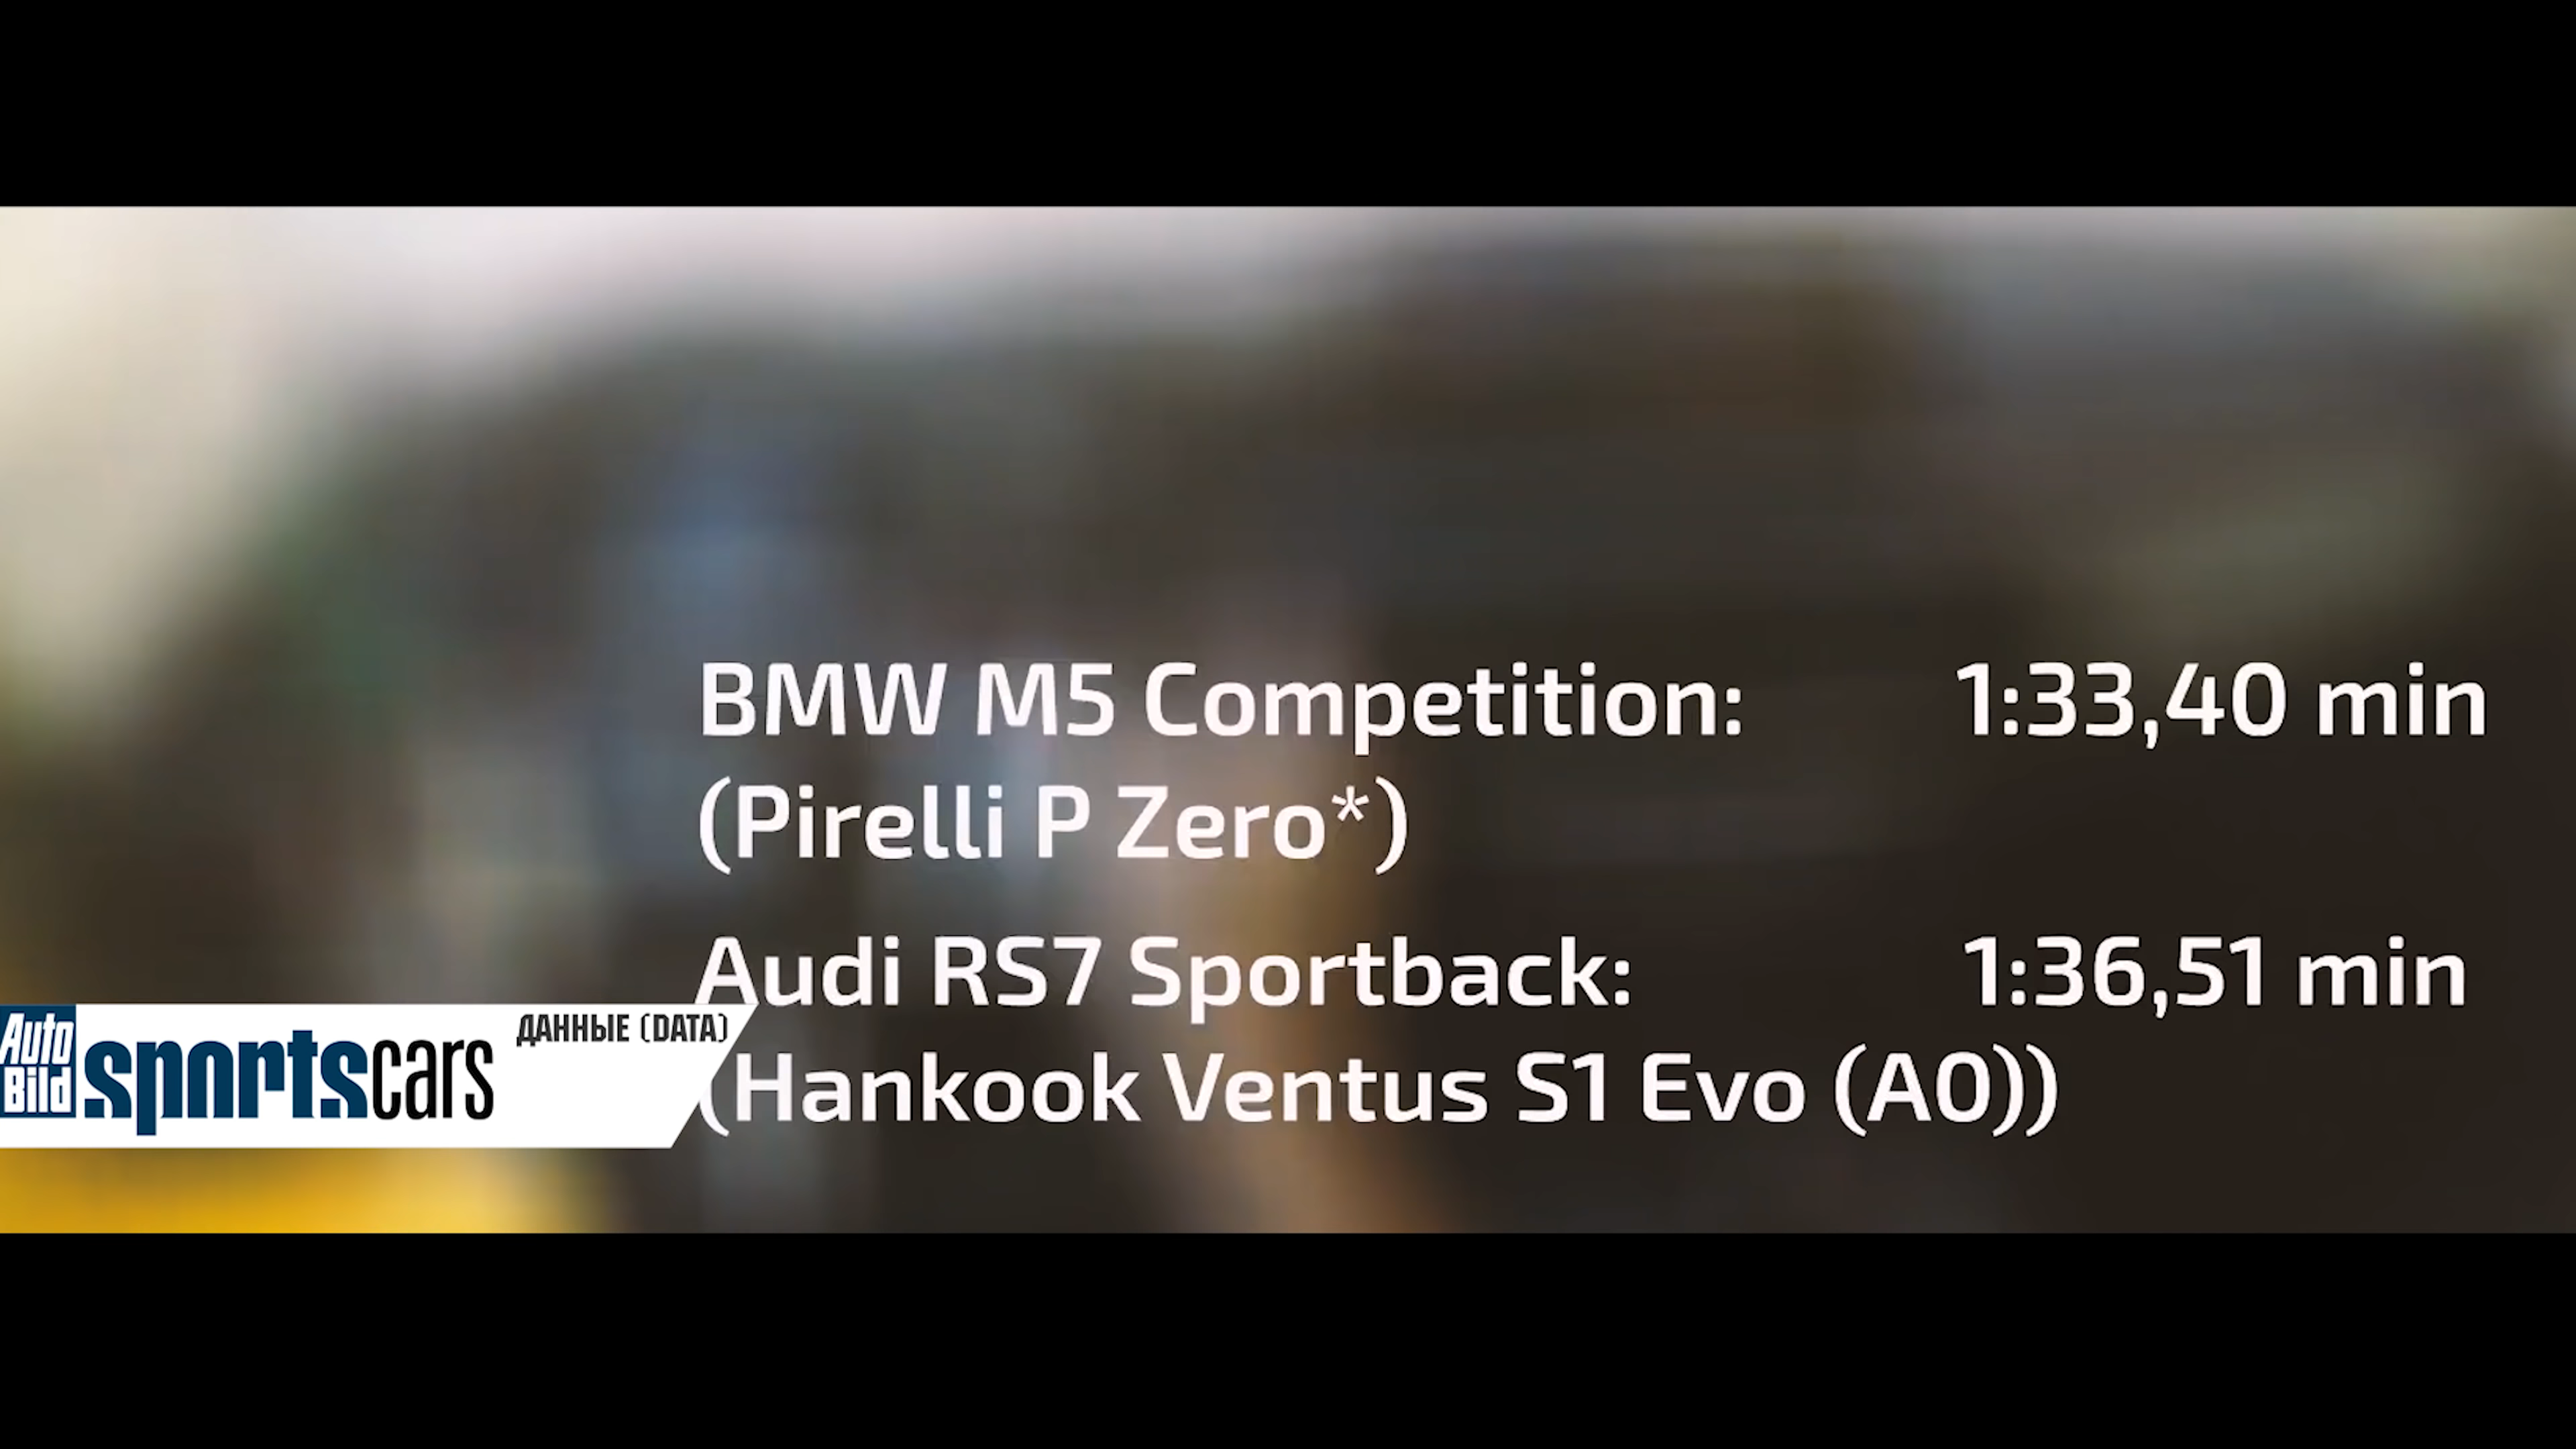 BMW M5 Competition: 1:33,40 min
(Pirelli P Zero*)
Audi RS7 Sportback: 1:36,51 min
(Hankook Ventus S1 Evo (A0))
Auto Bild sportscars
ДАННЫЕ (DATA)